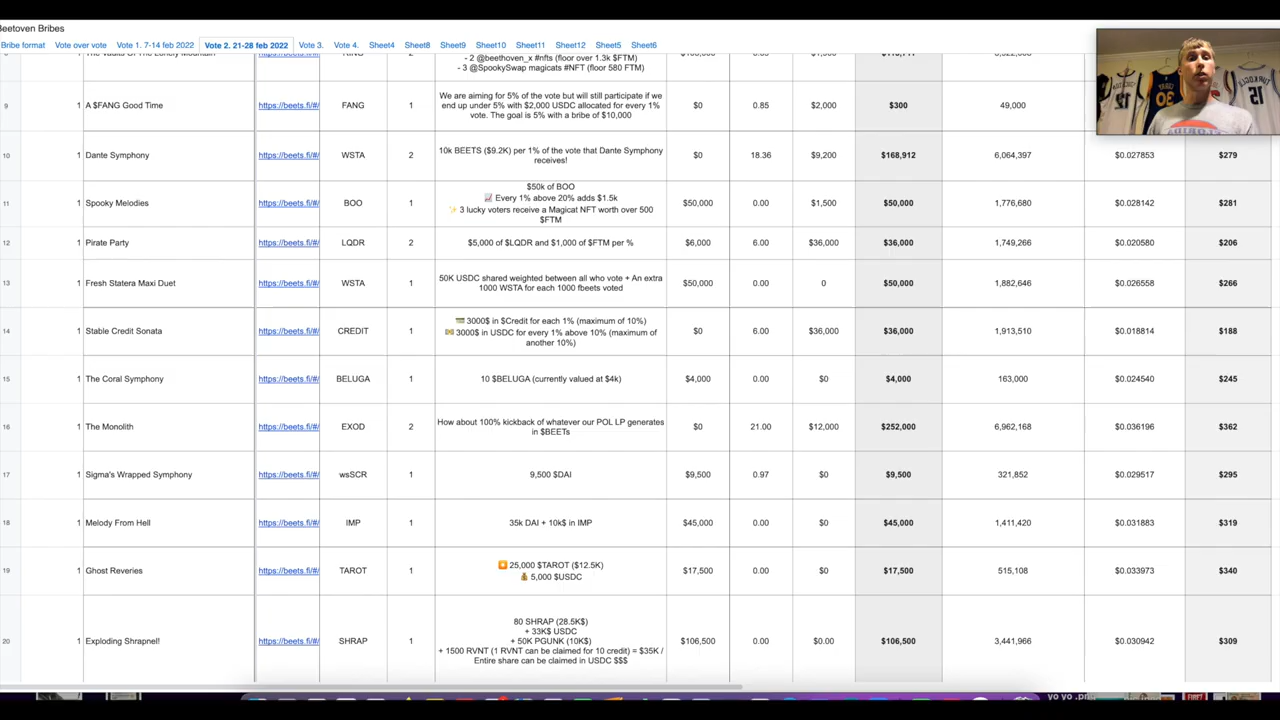 Beetoven Bribes
Bribe format Vote over vote Vote 1. 7-14 feb 2022 Vote 2. 21-28 feb 2022 Vote 3. Vote 4. Sheet4 Sheet8 Sheet9 Sheet10 Sheet11 Sheet12 Sheet5 Sheet6
- 2 @beethoven_x #nfts (floor over 1.3k $FTM)
- 3 @SpookySwap magicats #NFT (floor 580 FTM)
9 1 A $FANG Good Time https://beets.fi/#/ FANG 1 We are aiming for 5% of the vote but will still participate if we $0 0.85 $2,000 $300 49,000
end up under 5% with $2,000 USDC allocated for every 1%
vote. The goal is 5% with a bribe of $10,000
10 1 Dante Symphony https://beets.fi/#/ WSTA 2 10k BEETS ($9.2K) per 1% of the vote that Dante Symphony $0 18.36 $9,200 $168,912 6,064,397 $0.027853 $279
receives!
$50k of BOO
11 1 Spooky Melodies https://beets.fi/#/ BOO 1 📈 Every 1% above 20% adds $1.5k $50,000 0.00 $1,500 $50,000 1,776,680 $0.028142 $281
✨ 3 lucky voters receive a Magicat NFT worth over 500
$FTM
12 1 Pirate Party https://beets.fi/#/ LQDR 2 $5,000 of $LQDR and $1,000 of $FTM per % $6,000 6.00 $36,000 $36,000 1,749,266 $0.020580 $206
13 1 Fresh Statera Maxi Duet https://beets.fi/#/ WSTA 1 50K USDC shared weighted between all who vote + An extra $50,000 0.00 0 $50,000 1,882,646 $0.026558 $266
1000 WSTA for each 1000 fbeets voted
14 1 Stable Credit Sonata https://beets.fi/#/ CREDIT 1 💳 3000$ in $Credit for each 1% (maximum of 10%) $0 6.00 $36,000 $36,000 1,913,510 $0.018814 $188
💵 3000$ in USDC for every 1% above 10% (maximum of
another 10%)
15 1 The Coral Symphony https://beets.fi/#/ BELUGA 1 10 $BELUGA (currently valued at $4k) $4,000 0.00 $0 $4,000 163,000 $0.024540 $245
16 1 The Monolith https://beets.fi/#/ EXOD 2 How about 100% kickback of whatever our POL LP generates $0 21.00 $12,000 $252,000 6,962,168 $0.036196 $362
in $BEETs
17 1 Sigma's Wrapped Symphony https://beets.fi/#/ wsSCR 1 9,500 $DAI $9,500 0.97 $0 $9,500 321,852 $0.029517 $295
18 1 Melody From Hell https://beets.fi/#/ IMP 1 35k DAI + 10k$ in IMP $45,000 0.00 $0 $45,000 1,411,420 $0.031883 $319
19 1 Ghost Reveries https://beets.fi/#/ TAROT 1 25,000 $TAROT ($12.5K) $17,500 0.00 $0 $17,500 515,108 $0.033973 $340
💰 5,000 $USDC
80 SHRAP (28.5K$)
+ 33K$ USDC
20 1 Exploding Shrapnel! https://beets.fi/#/ SHRAP 1 + 50K PGUNK (10K$) $106,500 0.00 $0.00 $106,500 3,441,966 $0.030942 $309
+ 1500 RVNT (1 RVNT can be claimed for 10 credit) = $35K /
Entire share can be claimed in USDC $$$